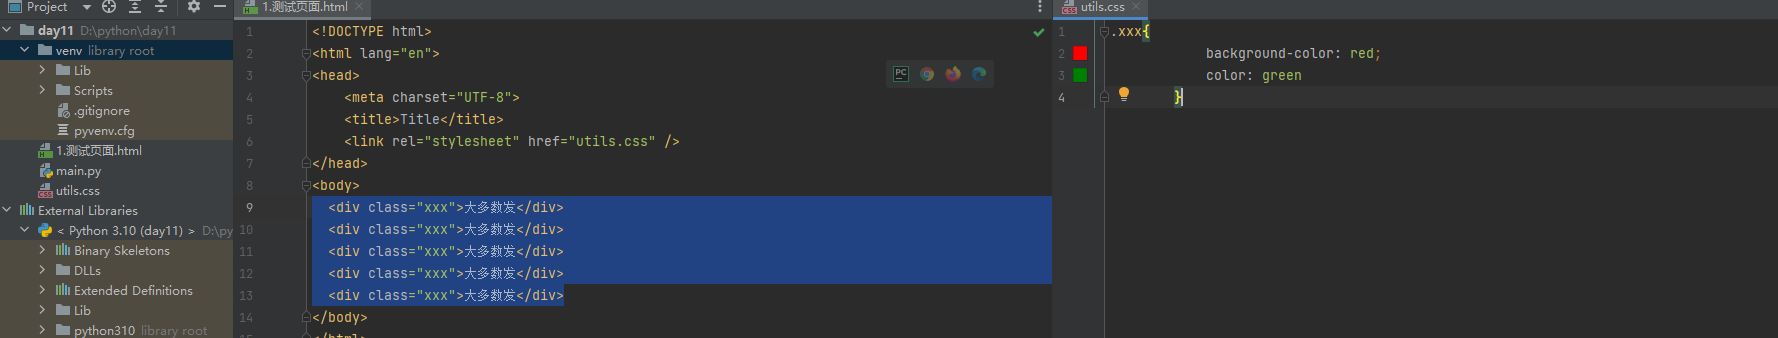 Project
day11 D:\python\day11
venv library root
Lib
Scripts
.gitignore
pyvenv.cfg
1.测试页面.html
main.py
utils.css
External Libraries
< Python 3.10 (day11) > D:\py
Binary Skeletons
DLLs
Extended Definitions
Lib
python310 library root
1.测试页面.html
1 <!DOCTYPE html>
2 <html lang="en">
3 <head>
4 <meta charset="UTF-8">
5 <title>Title</title>
6 <link rel="stylesheet" href="utils.css" />
7 </head>
8 <body>
9 <div class="xxx">大多数发</div>
10 <div class="xxx">大多数发</div>
11 <div class="xxx">大多数发</div>
12 <div class="xxx">大多数发</div>
13 <div class="xxx">大多数发</div>
14 </body>
15 </html>
PC
utils.css
1 .xxx{
2 background-color: red;
3 color: green
4 }